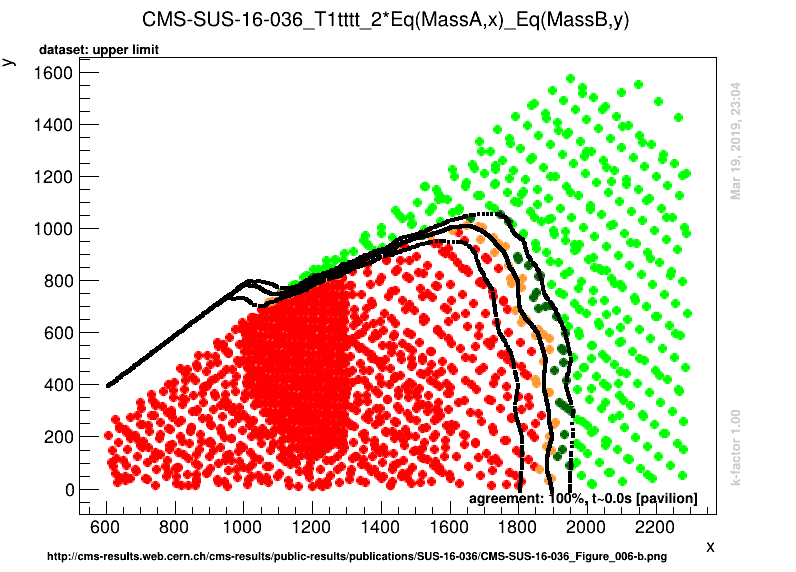 CMS-SUS-16-036_T1tttt_2*Eq(MassA,x)_Eq(MassB,y)
dataset: upper limit
y
1600
1400
1200
1000
800
600
400
200
0
600 800 1000 1200 1400 1600 1800 2000 2200
x
agreement: 100%, t~0.0s [pavilion]
Mar 19, 2019, 23:04
k-factor 1.00
http://cms-results.web.cern.ch/cms-results/public-results/publications/SUS-16-036/CMS-SUS-16-036_Figure_006-b.png